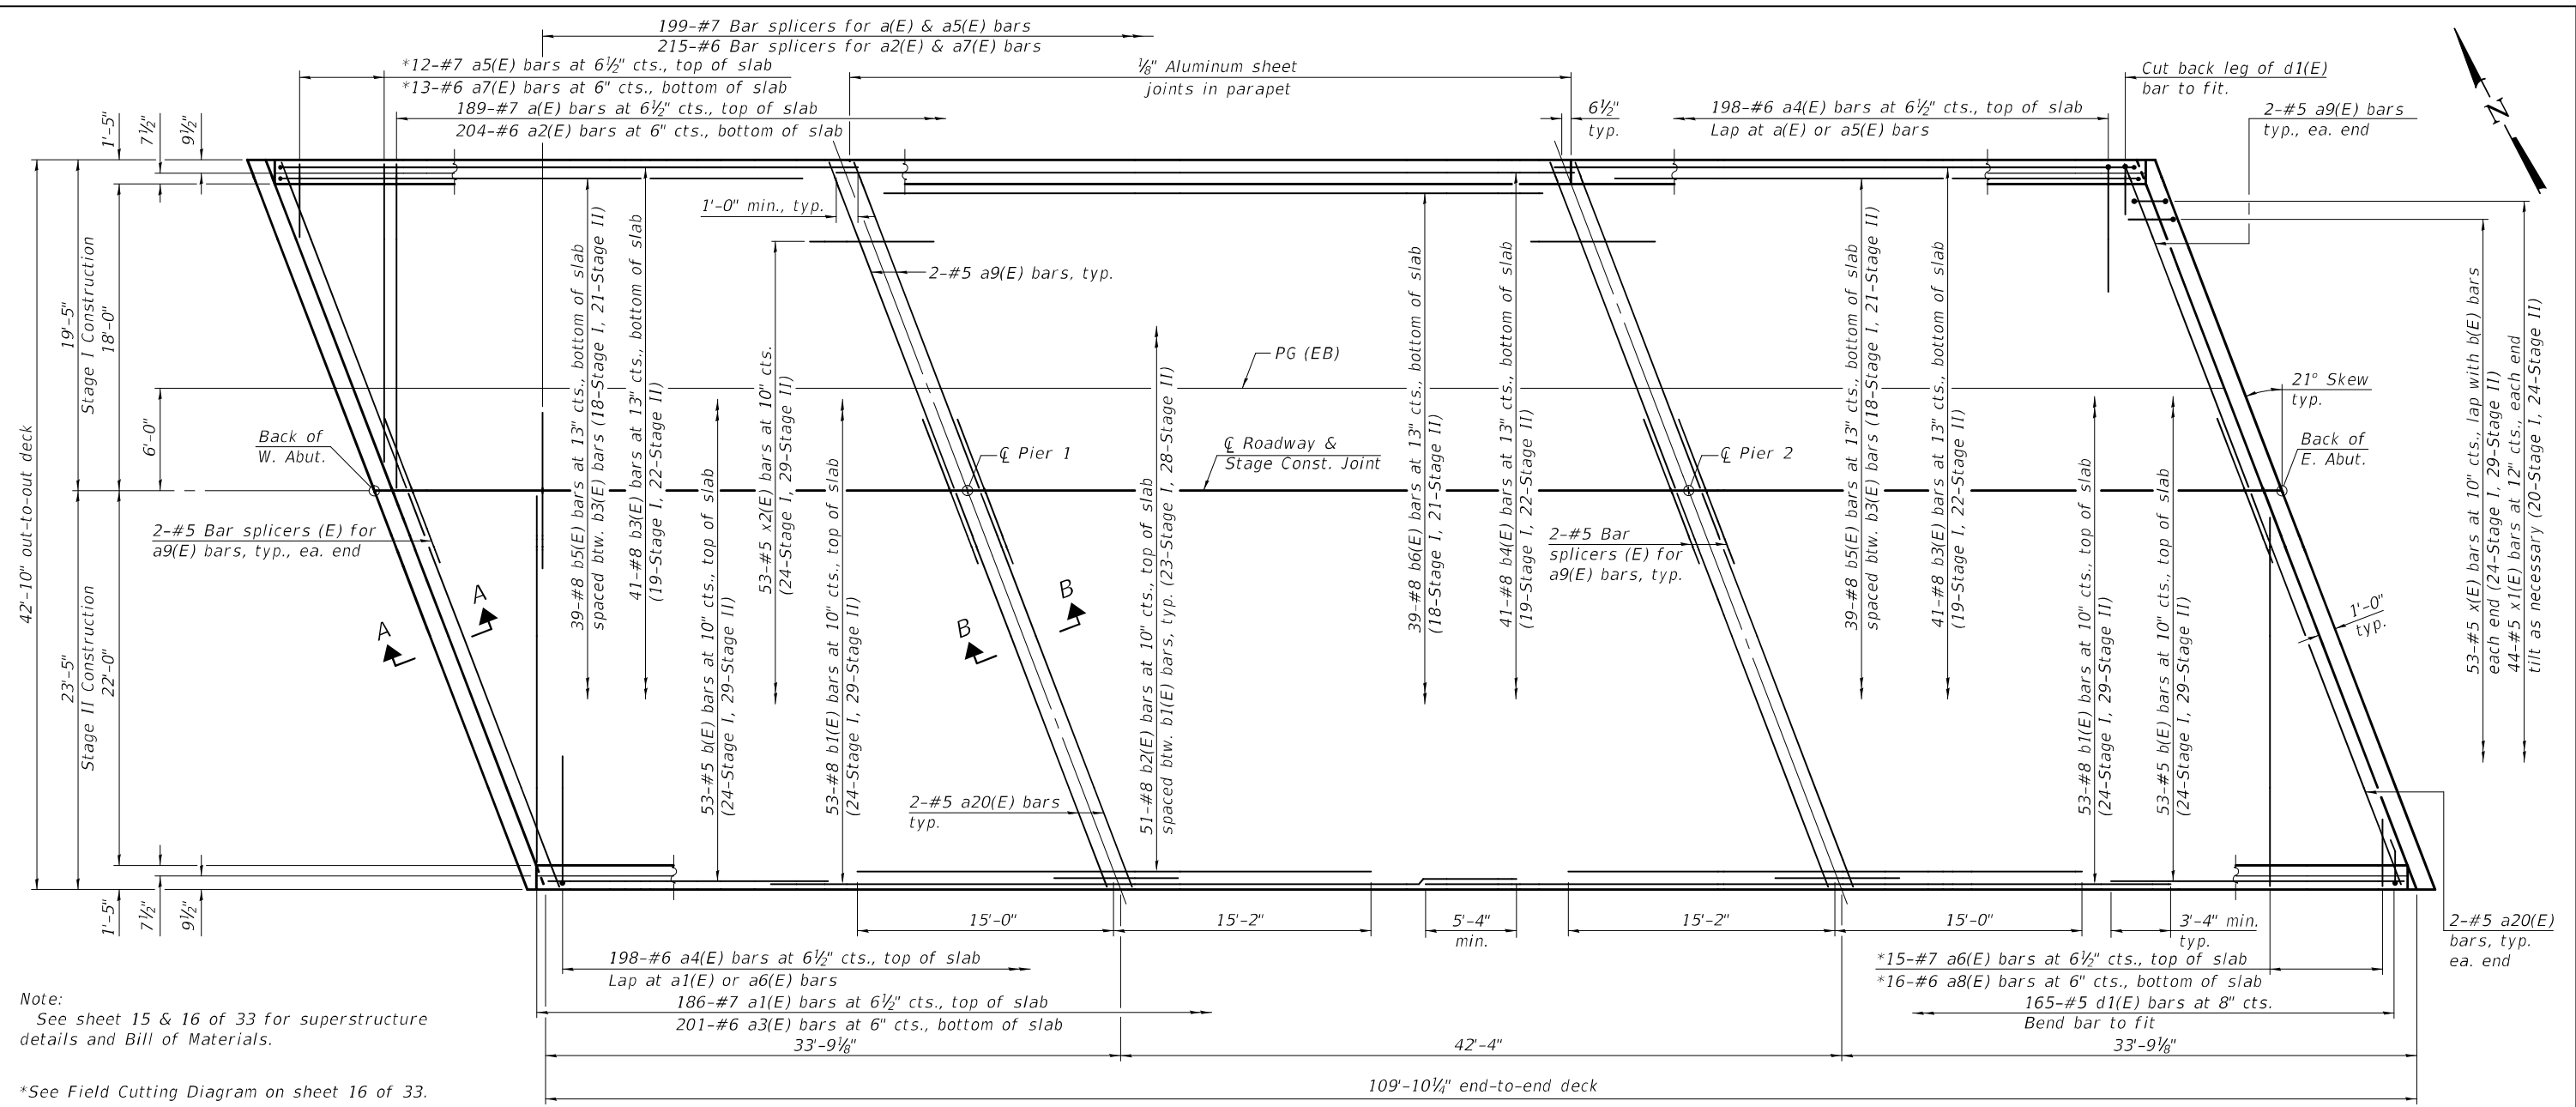 199-#7 Bar splicers for a(E) & a5(E) bars
215-#6 Bar splicers for a2(E) & a7(E) bars
*12-#7 a5(E) bars at 6½" cts., top of slab
*13-#6 a7(E) bars at 6" cts., bottom of slab
189-#7 a(E) bars at 6½" cts., top of slab
204-#6 a2(E) bars at 6" cts., bottom of slab
⅛" Aluminum sheet
joints in parapet
6½"
typ.
198-#6 a4(E) bars at 6½" cts., top of slab
Lap at a(E) or a5(E) bars
Cut back leg of d1(E)
bar to fit.
2-#5 a9(E) bars
typ., ea. end
N
1'-5"
7½"
9½"
42'-10" out-to-out deck
19'-5"
Stage I Construction
18'-0"
6'-0"
23'-5"
Stage II Construction
22'-0"
1'-5"
7½"
9½"
Back of
W. Abut.
2-#5 Bar splicers (E) for
a9(E) bars, typ., ea. end
A
A
39-#8 b5(E) bars at 13" cts., bottom of slab
spaced btw. b3(E) bars (18-Stage I, 21-Stage II)
41-#8 b3(E) bars at 13" cts., bottom of slab
(19-Stage I, 22-Stage II)
53-#5 b(E) bars at 10" cts., top of slab
(24-Stage I, 29-Stage II)
1'-0" min., typ.
53-#5 x2(E) bars at 10" cts.
(24-Stage I, 29-Stage II)
53-#8 b1(E) bars at 10" cts., top of slab
(24-Stage I, 29-Stage II)
2-#5 a9(E) bars, typ.
℄ Pier 1
B
B
2-#5 a20(E) bars
typ.
51-#8 b2(E) bars at 10" cts., top of slab
spaced btw. b1(E) bars, typ. (23-Stage I, 28-Stage II)
PG (EB)
℄ Roadway &
Stage Const. Joint
39-#8 b6(E) bars at 13" cts., bottom of slab
(18-Stage I, 21-Stage II)
41-#8 b4(E) bars at 13" cts., bottom of slab
(19-Stage I, 22-Stage II)
℄ Pier 2
2-#5 Bar
splicers (E) for
a9(E) bars, typ.
39-#8 b5(E) bars at 13" cts., bottom of slab
spaced btw. b3(E) bars (18-Stage I, 21-Stage II)
41-#8 b3(E) bars at 13" cts., bottom of slab
(19-Stage I, 22-Stage II)
53-#8 b1(E) bars at 10" cts., top of slab
(24-Stage I, 29-Stage II)
53-#5 b(E) bars at 10" cts., top of slab
(24-Stage I, 29-Stage II)
21° Skew
typ.
Back of
E. Abut.
1'-0"
typ.
53-#5 x(E) bars at 10" cts., lap with b(E) bars
each end (24-Stage I, 29-Stage II)
44-#5 x1(E) bars at 12" cts., each end
tilt as necessary (20-Stage I, 24-Stage II)
15'-0"
15'-2"
5'-4"
min.
15'-2"
15'-0"
3'-4" min.
typ.
2-#5 a20(E)
bars, typ.
ea. end
198-#6 a4(E) bars at 6½" cts., top of slab
Lap at a1(E) or a6(E) bars
186-#7 a1(E) bars at 6½" cts., top of slab
201-#6 a3(E) bars at 6" cts., bottom of slab
*15-#7 a6(E) bars at 6½" cts., top of slab
*16-#6 a8(E) bars at 6" cts., bottom of slab
165-#5 d1(E) bars at 8" cts.
Bend bar to fit
33'-9⅛"
42'-4"
33'-9⅛"
109'-10¼" end-to-end deck
Note:
See sheet 15 & 16 of 33 for superstructure
details and Bill of Materials.
*See Field Cutting Diagram on sheet 16 of 33.